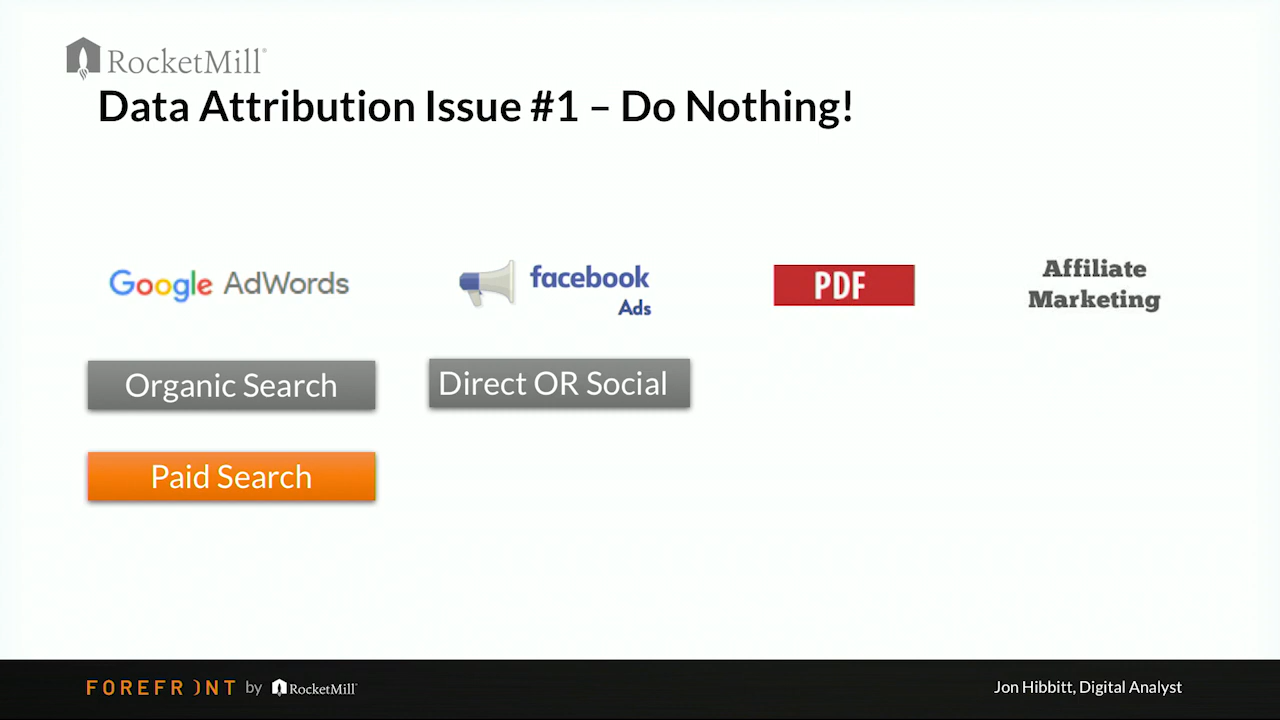 RocketMill®
Data Attribution Issue #1 – Do Nothing!
Google AdWords
facebook
Ads
PDF
Affiliate
Marketing
Organic Search
Direct OR Social
Paid Search
FOREFRONT by RocketMill
Jon Hibbitt, Digital Analyst